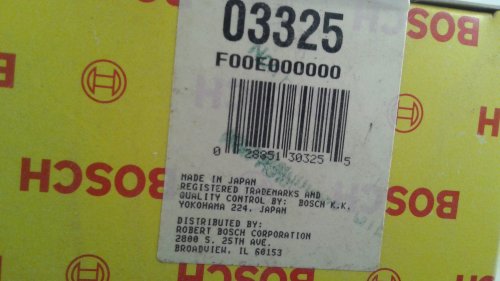 03325
F00E000000
0 28851 30325 5
MADE IN JAPAN
REGISTERED TRADEMARKS AND
QUALITY CONTROL BY: BOSCH K.K.
YOKOHAMA 224, JAPAN
DISTRIBUTED BY:
ROBERT BOSCH CORPORATION
2800 S. 25TH AVE.
BROADVIEW, IL 60153
BOSCH
BOSCH
BOSCH
BOSCH